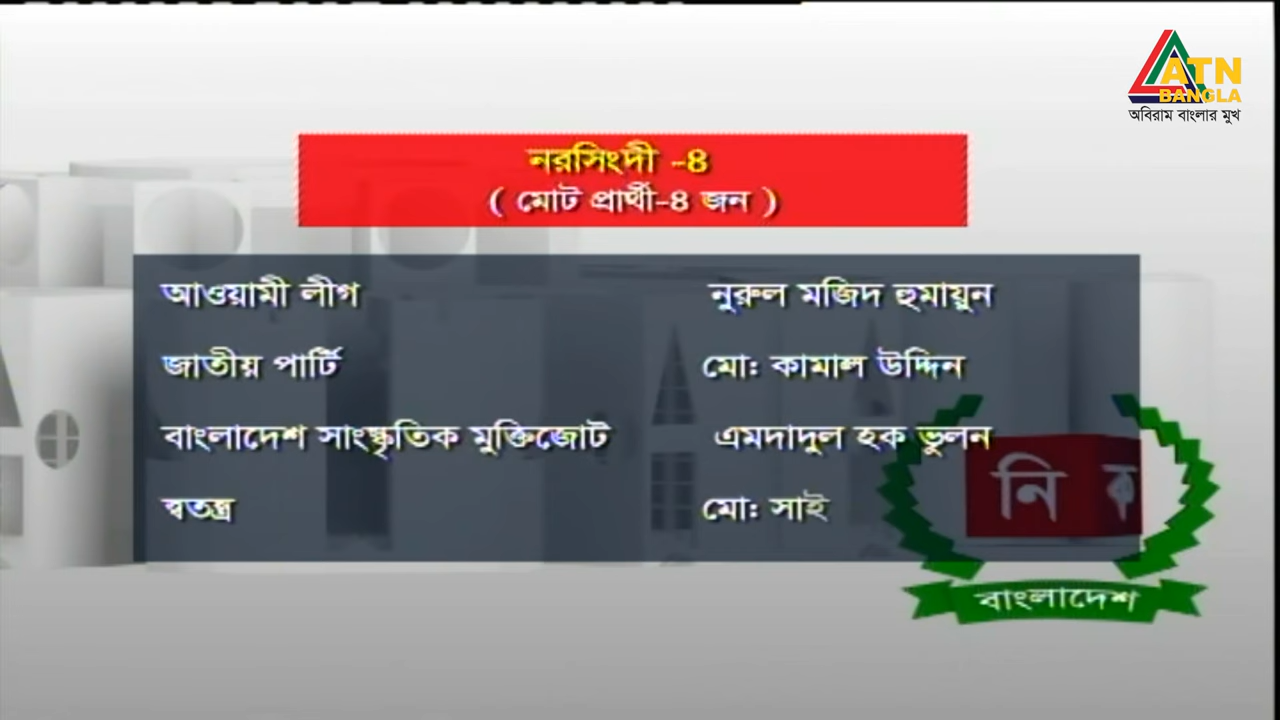 ATN
BANGLA
অবিরাম বাংলার মুখ
নরসিংদী -৪
( মোট প্রার্থী-৪ জন )
আওয়ামী লীগ নুরুল মজিদ হুমায়ুন
জাতীয় পার্টি মো: কামাল উদ্দিন
বাংলাদেশ সাংস্কৃতিক মুক্তিজোট এমদাদুল হক ভুলন
স্বতন্ত্র মো: সাই
নি ক
বাংলাদেশ